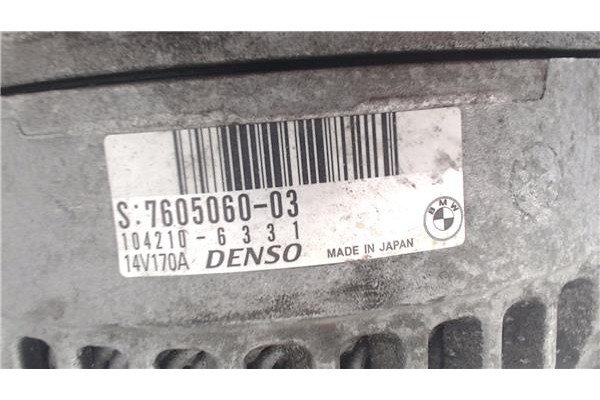 S:7605060-03
104210-6331
14V170A DENSO MADE IN JAPAN
BMW